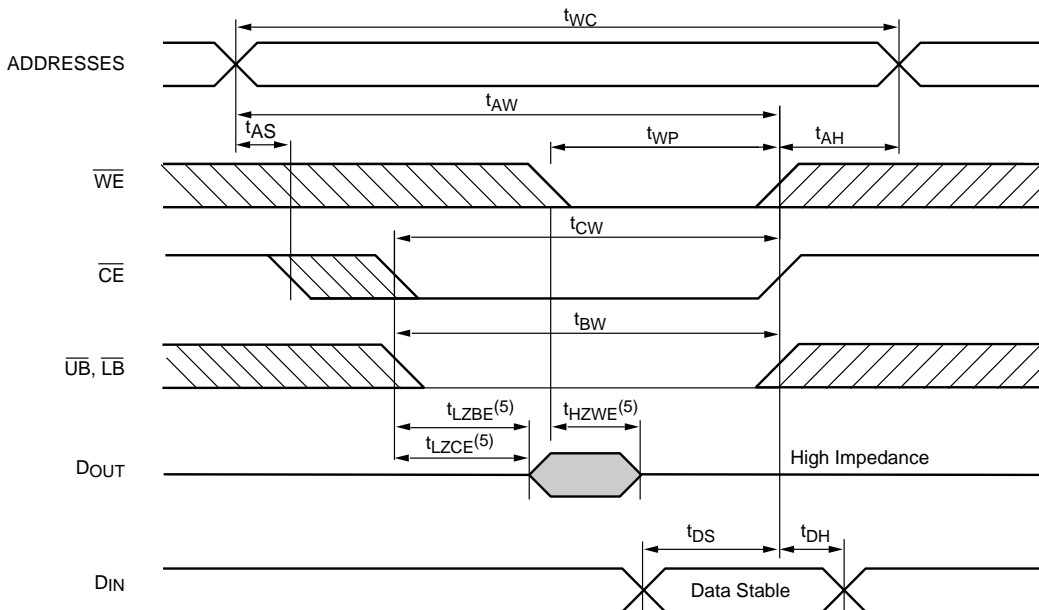 tWC
ADDRESSES
tAW
tAS
tWP
tAH
WE
tCW
CE
tBW
UB, LB
tLZBE(5)
tHZWE(5)
tLZCE(5)
DOUT
High Impedance
tDS
tDH
DIN
Data Stable